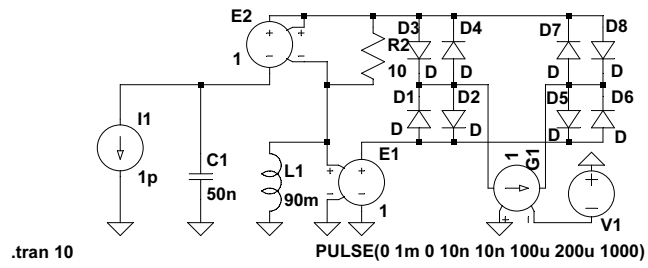 E2
1
R2
10
D3
D
D4
D7
D
D8
D
D1
D
D2
D
D5
D
D6
D
I1
1p
C1
50n
L1
90m
E1
1
1
G1
V1
.tran 10
PULSE(0 1m 0 10n 10n 100u 200u 1000)